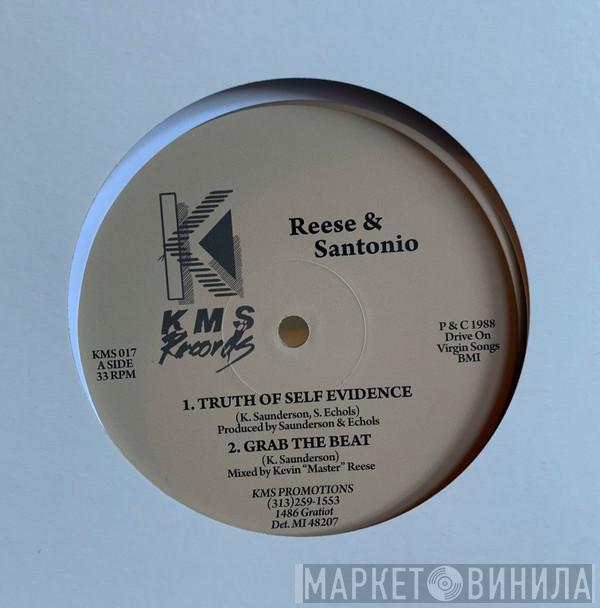 Reese &
Santonio
K M S
Records
KMS 017
A SIDE
33 RPM
P & C 1988
Drive On
Virgin Songs
BMI
1. TRUTH OF SELF EVIDENCE
(K. Saunderson, S. Echols)
Produced by Saunderson & Echols
2. GRAB THE BEAT
(K. Saunderson)
Mixed by Kevin "Master" Reese
KMS PROMOTIONS
(313)259-1553
1486 Gratiot
Det. MI 48207
МАРКЕТ ВИНИЛА